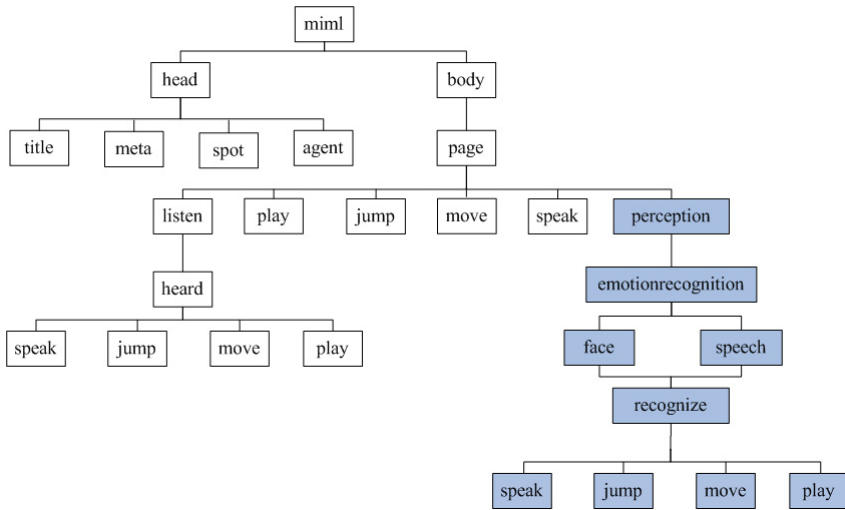 miml
head
body
title
meta
spot
agent
page
listen
play
jump
move
speak
perception
heard
emotionrecognition
speak
jump
move
play
face
speech
recognize
speak
jump
move
play